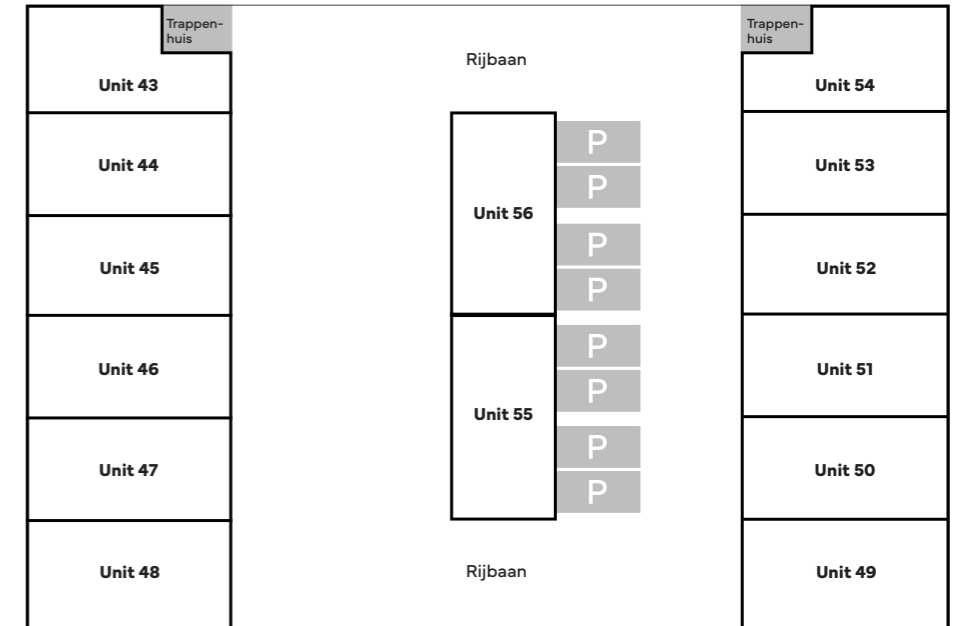 Trappen-
huis
Unit 43
Unit 44
Unit 45
Unit 46
Unit 47
Unit 48
Rijbaan
Unit 56
Unit 55
P
P
P
P
P
P
P
P
Rijbaan
Trappen-
huis
Unit 54
Unit 53
Unit 52
Unit 51
Unit 50
Unit 49